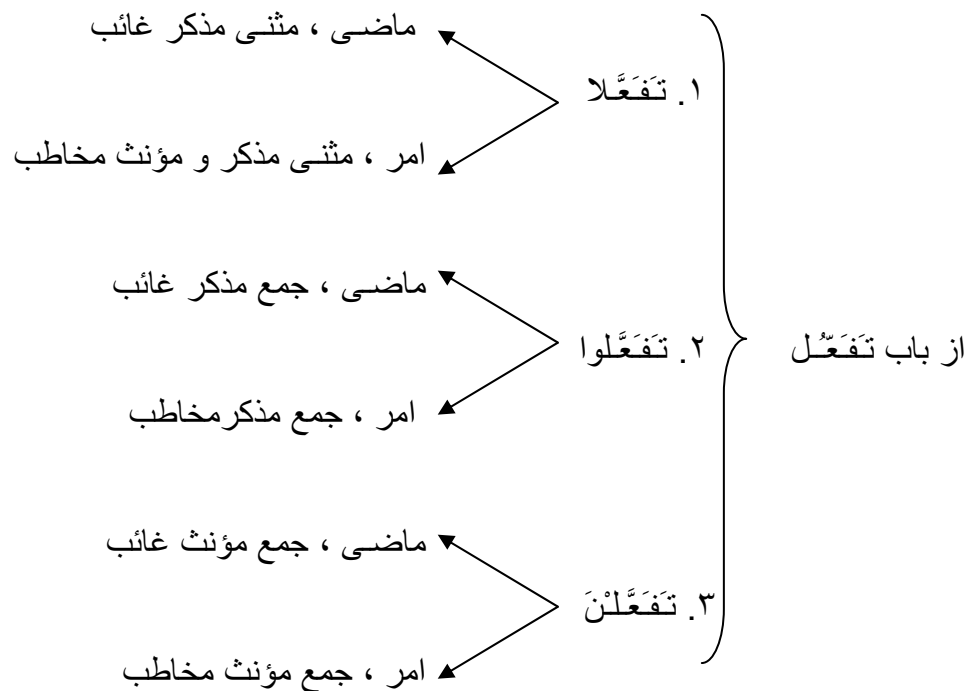 ماضی ، مثنی مذکر غائب
۱. تَفَعَّلا
امر ، مثنی مذکر و مؤنث مخاطب
ماضی ، جمع مذکر غائب
از باب تَفَعُّل
۲. تَفَعَّلوا
امر ، جمع مذکرمخاطب
ماضی ، جمع مؤنث غائب
۳. تَفَعَّلْنَ
امر ، جمع مؤنث مخاطب